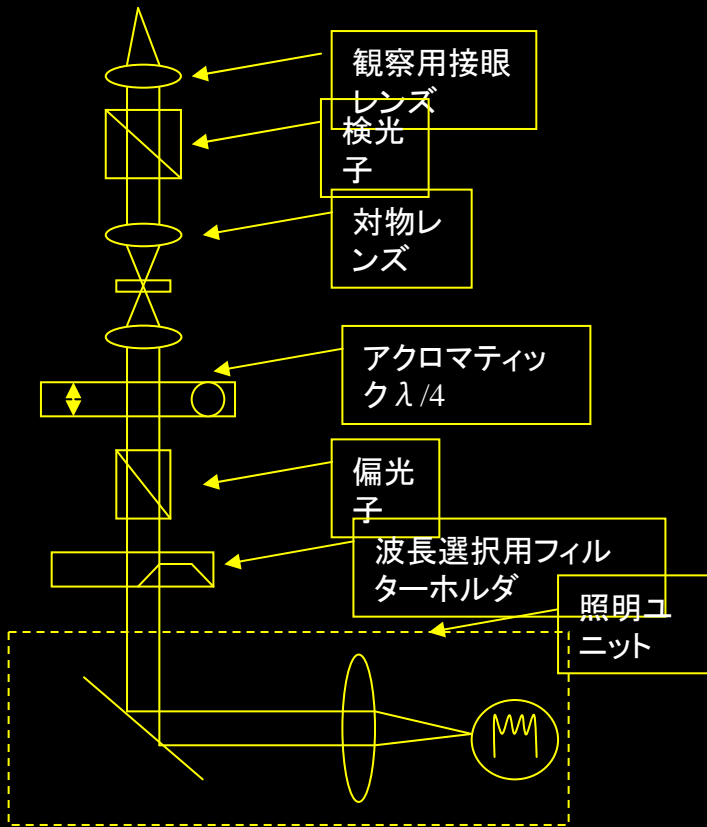 観察用接眼
レンズ
検光
子
対物レ
ンズ
アクロマティッ
クλ/4
偏光
子
波長選択用フィル
ターホルダ
照明ユ
ニット